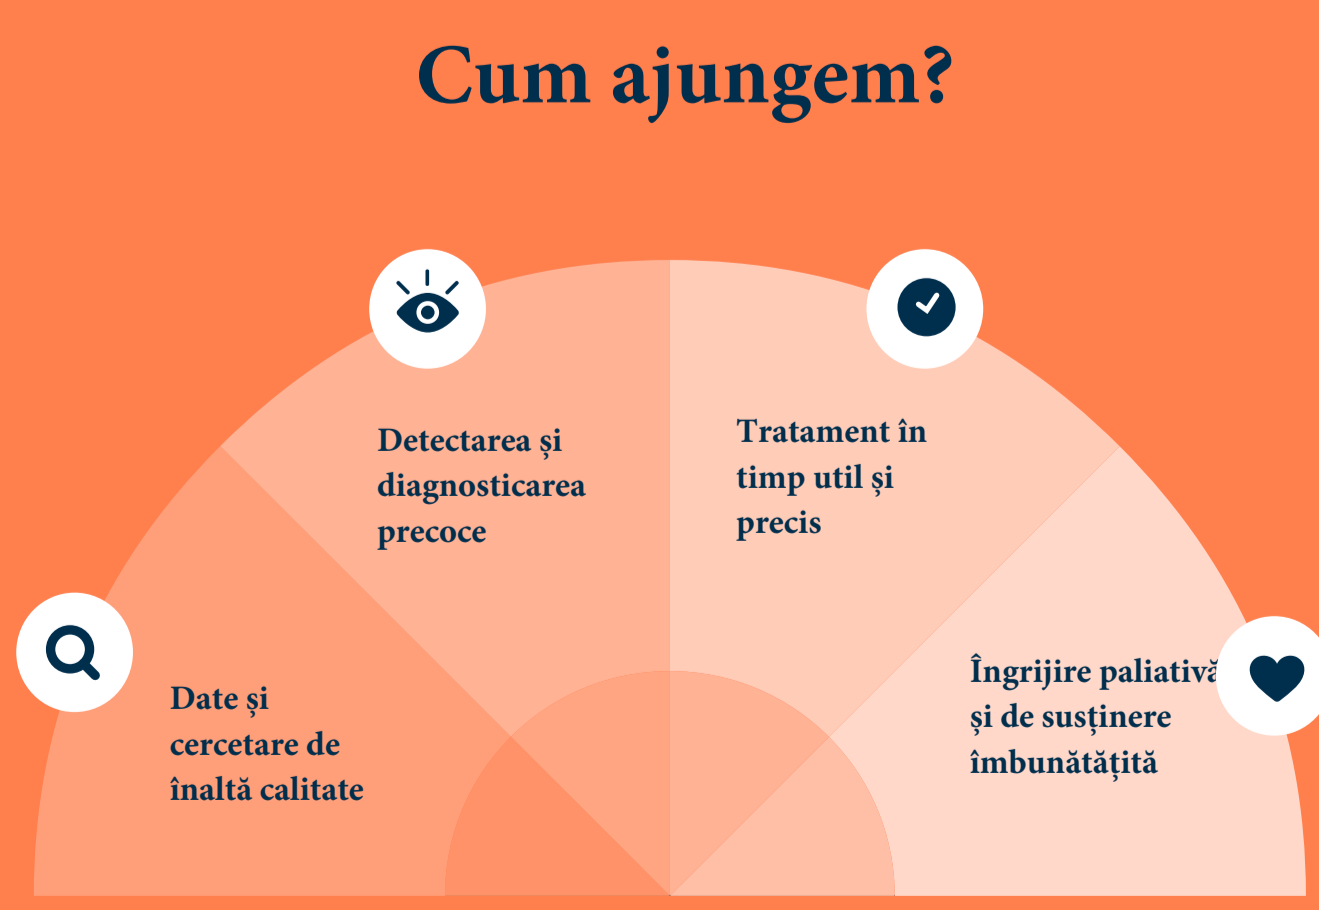 Cum ajungem?
Detectarea și
diagnosticarea
precoce
Tratament în
timp util și
precis
Date și
cercetare de
înaltă calitate
Îngrijire paliativă
și de susținere
îmbunătățită